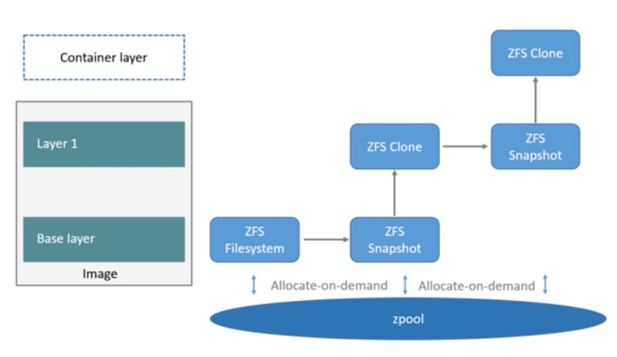 Container layer
ZFS Clone
Layer 1
ZFS Clone
ZFS
Snapshot
Base layer
ZFS
Filesystem
ZFS
Snapshot
Image
Allocate-on-demand
Allocate-on-demand
zpool